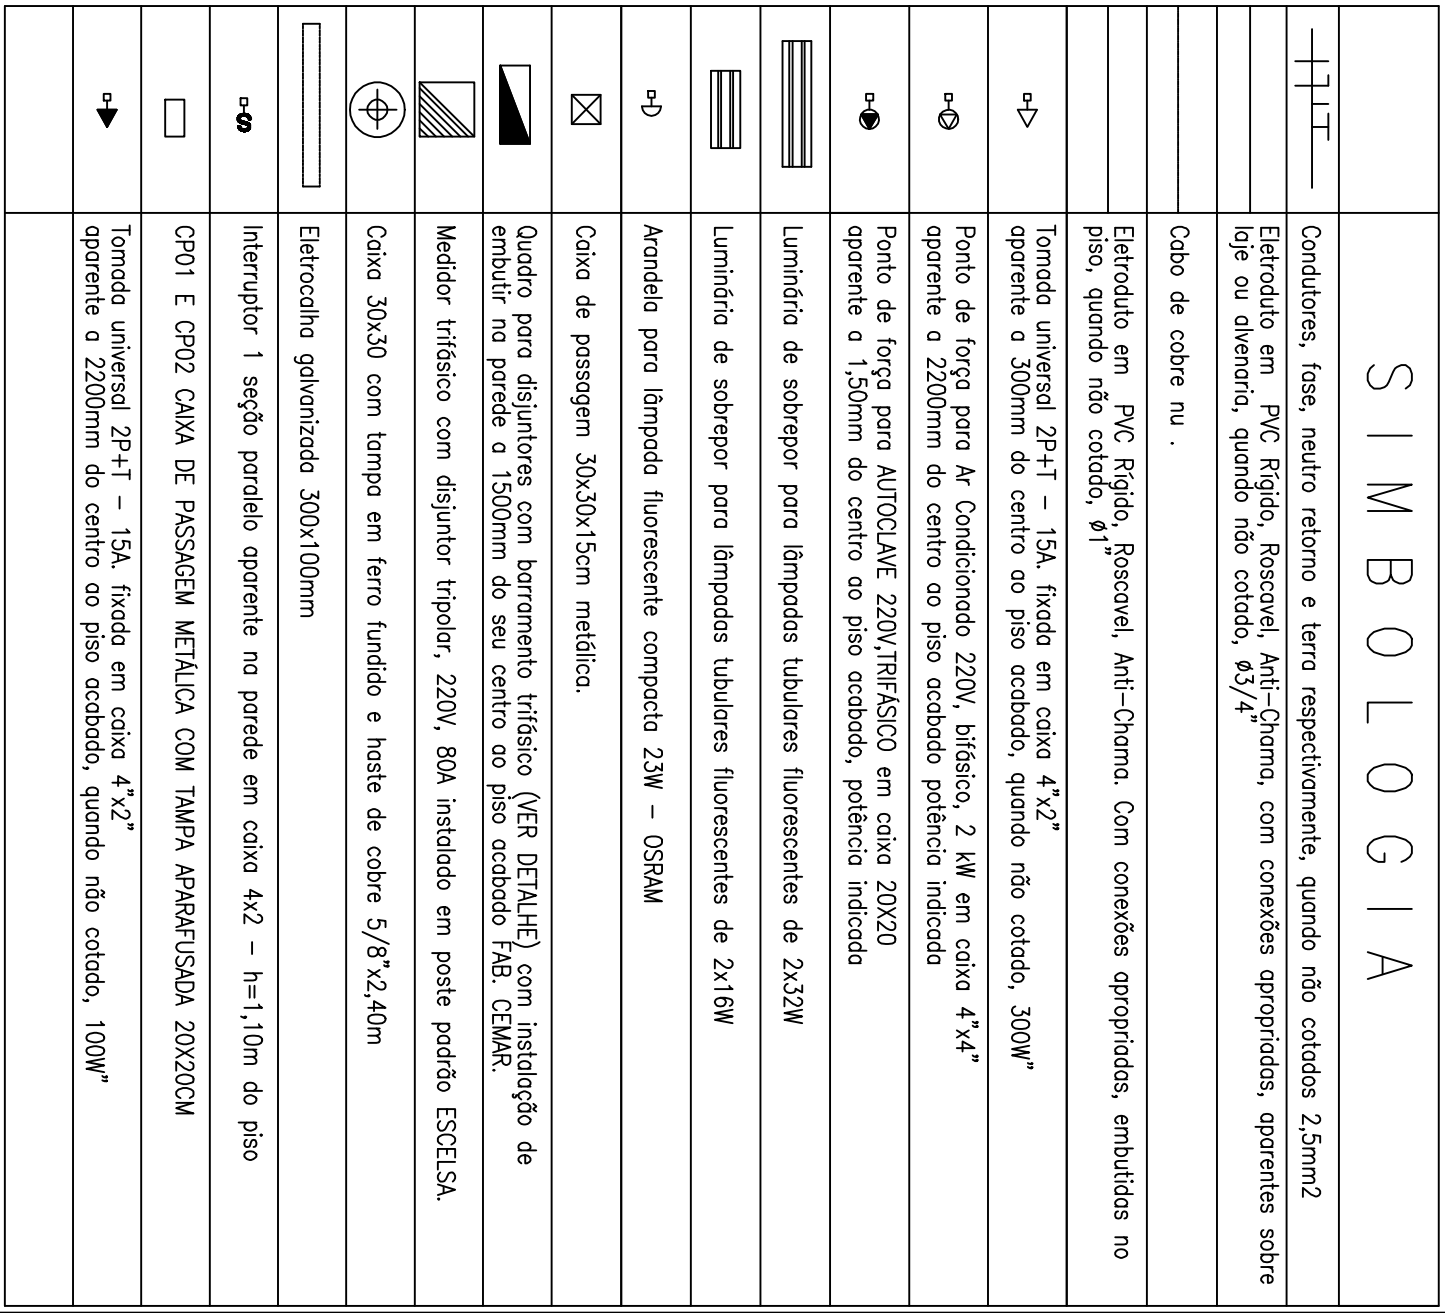 SIMBOLOGIA
Condutores, fase, neutro retorno e terra respectivamente, quando não cotados 2,5mm2
Eletroduto em PVC Rígido, Roscavel, Anti-Chama, com conexões apropriadas, aparentes sobre
laje ou alvenaria, quando não cotado, ø3/4"
Cabo de cobre nu .
Eletroduto em PVC Rígido, Roscavel, Anti-Chama. Com conexões apropriadas, embutidas no
piso, quando não cotado, ø1"
Tomada universal 2P+T - 15A. fixada em caixa 4"x2"
aparente a 300mm do centro ao piso acabado, quando não cotado, 300W"
Ponto de força para Ar Condicionado 220V, bifásico, 2 kW em caixa 4"x4"
aparente a 2200mm do centro ao piso acabado potência indicada
Ponto de força para AUTOCLAVE 220V,TRIFÁSICO em caixa 20X20
aparente a 1,50mm do centro ao piso acabado, potência indicada
Luminária de sobrepor para lâmpadas tubulares fluorescentes de 2x32W
Luminária de sobrepor para lâmpadas tubulares fluorescentes de 2x16W
Arandela para lâmpada fluorescente compacta 23W - OSRAM
Caixa de passagem 30x30x15cm metálica.
Quadro para disjuntores com barramento trifásico (VER DETALHE) com instalação de
embutir na parede a 1500mm do seu centro ao piso acabado FAB. CEMAR.
Medidor trifásico com disjuntor tripolar, 220V, 80A instalado em poste padrão ESCELSA.
Caixa 30x30 com tampa em ferro fundido e haste de cobre 5/8"x2,40m
Eletrocalha galvanizada 300x100mm
S
Interruptor 1 seção paralelo aparente na parede em caixa 4x2 - h=1,10m do piso
CP01 E CP02 CAIXA DE PASSAGEM METÁLICA COM TAMPA APARAFUSADA 20X20CM
Tomada universal 2P+T - 15A. fixada em caixa 4"x2"
aparente a 2200mm do centro ao piso acabado, quando não cotado, 100W"